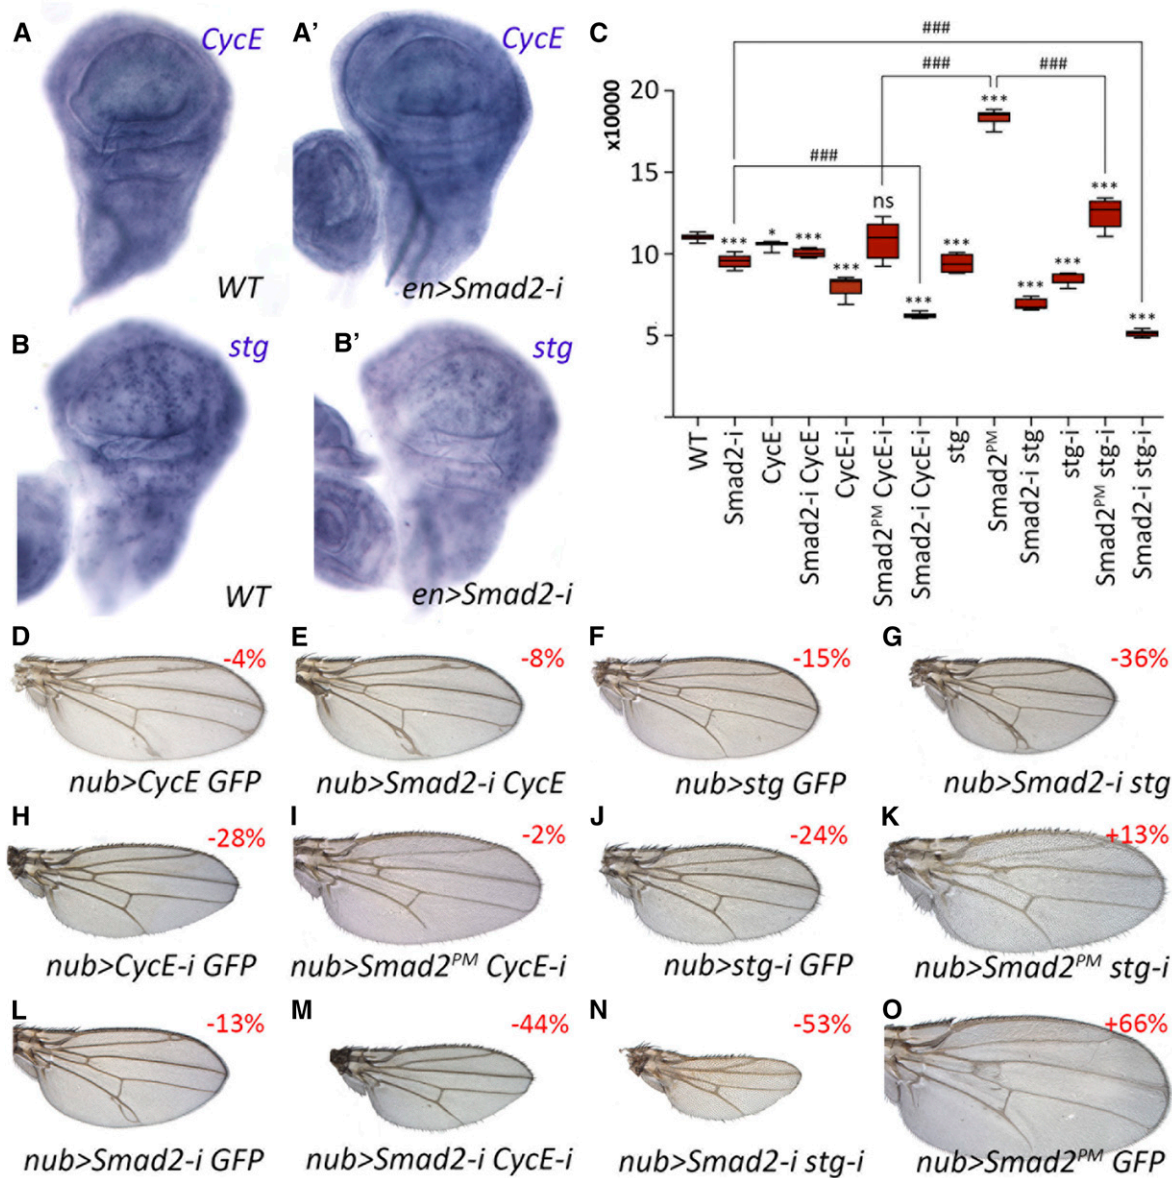 A
CycE
WT
A'
CycE
en>Smad2-i
B
stg
WT
B'
stg
en>Smad2-i
C
x10000
20
15
10
5
###
###
###
###
***
*
***
***
ns
***
***
***
***
***
***
***
WT
Smad2-i
CycE
Smad2-i CycE
CycE-i
Smad2PM CycE-i
Smad2-i CycE-i
stg
Smad2PM
Smad2-i stg
stg-i
Smad2PM stg-i
Smad2-i stg-i
D
-4%
nub>CycE GFP
E
-8%
nub>Smad2-i CycE
F
-15%
nub>stg GFP
G
-36%
nub>Smad2-i stg
H
-28%
nub>CycE-i GFP
I
-2%
nub>Smad2PM CycE-i
J
-24%
nub>stg-i GFP
K
+13%
nub>Smad2PM stg-i
L
-13%
nub>Smad2-i GFP
M
-44%
nub>Smad2-i CycE-i
N
-53%
nub>Smad2-i stg-i
O
+66%
nub>Smad2PM GFP